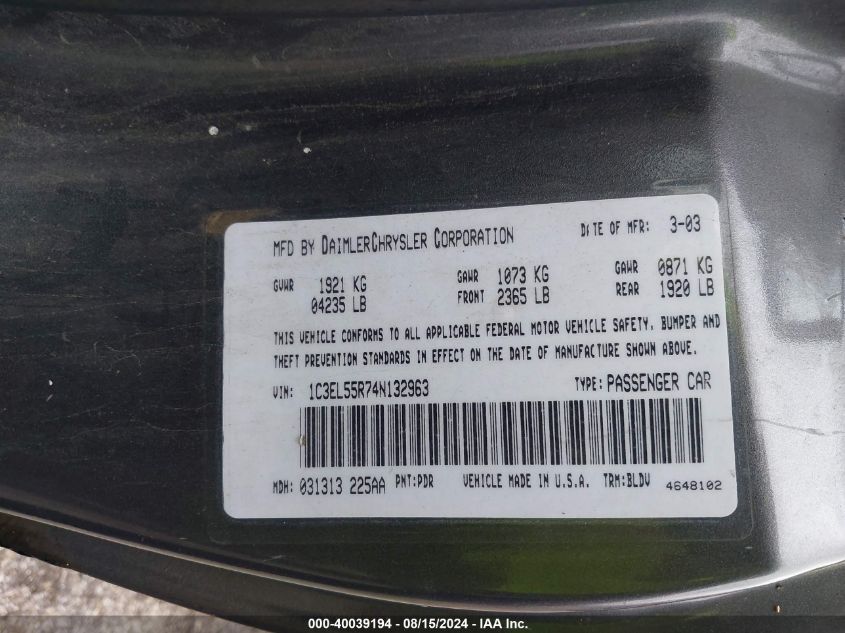 MFD BY DAIMLERCHRYSLER CORPORATION DATE OF MFR: 3-03
GVWR 1921 KG GAWR 1073 KG GAWR 0871 KG
04235 LB FRONT 2365 LB REAR 1920 LB
THIS VEHICLE CONFORMS TO ALL APPLICABLE FEDERAL MOTOR VEHICLE SAFETY, BUMPER AND
THEFT PREVENTION STANDARDS IN EFFECT ON THE DATE OF MANUFACTURE SHOWN ABOVE.
VIN: 1C3EL55R74N132963 TYPE: PASSENGER CAR
MDH: 031313 225AA PNT:PDR VEHICLE MADE IN U.S.A. TRM:BLDV 4648102
000-40039194 - 08/15/2024 - IAA Inc.